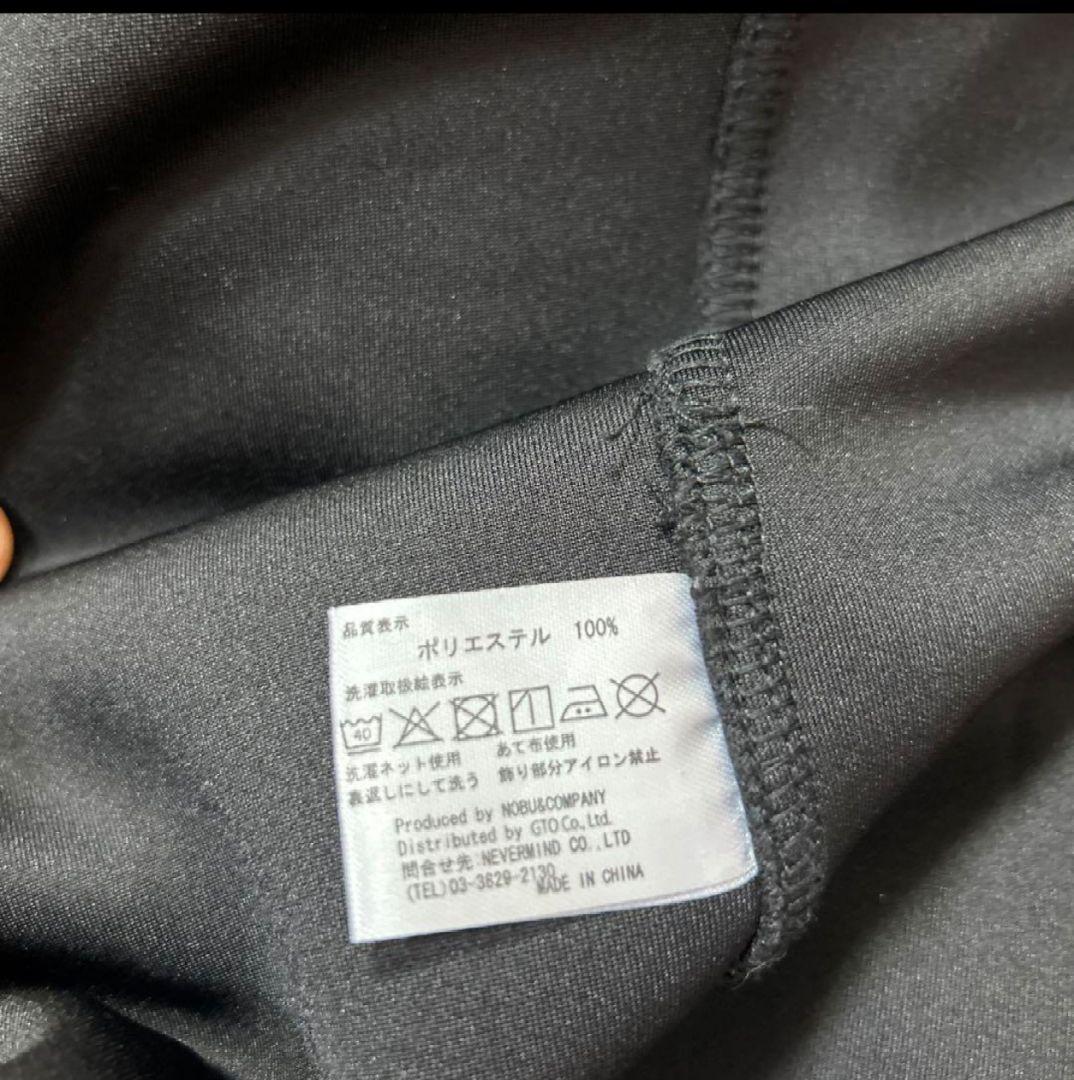 品質表示
ポリエステル 100%
洗濯取扱絵表示
40
洗濯ネット使用 あて布使用
裏返しにして洗う 飾り部分アイロン禁止
Produced by NOBU&COMPANY
Distributed by GTO Co., Ltd.
問合せ先:NEVERMIND CO.,LTD
(TEL)03-3629-2130
MADE IN CHINA